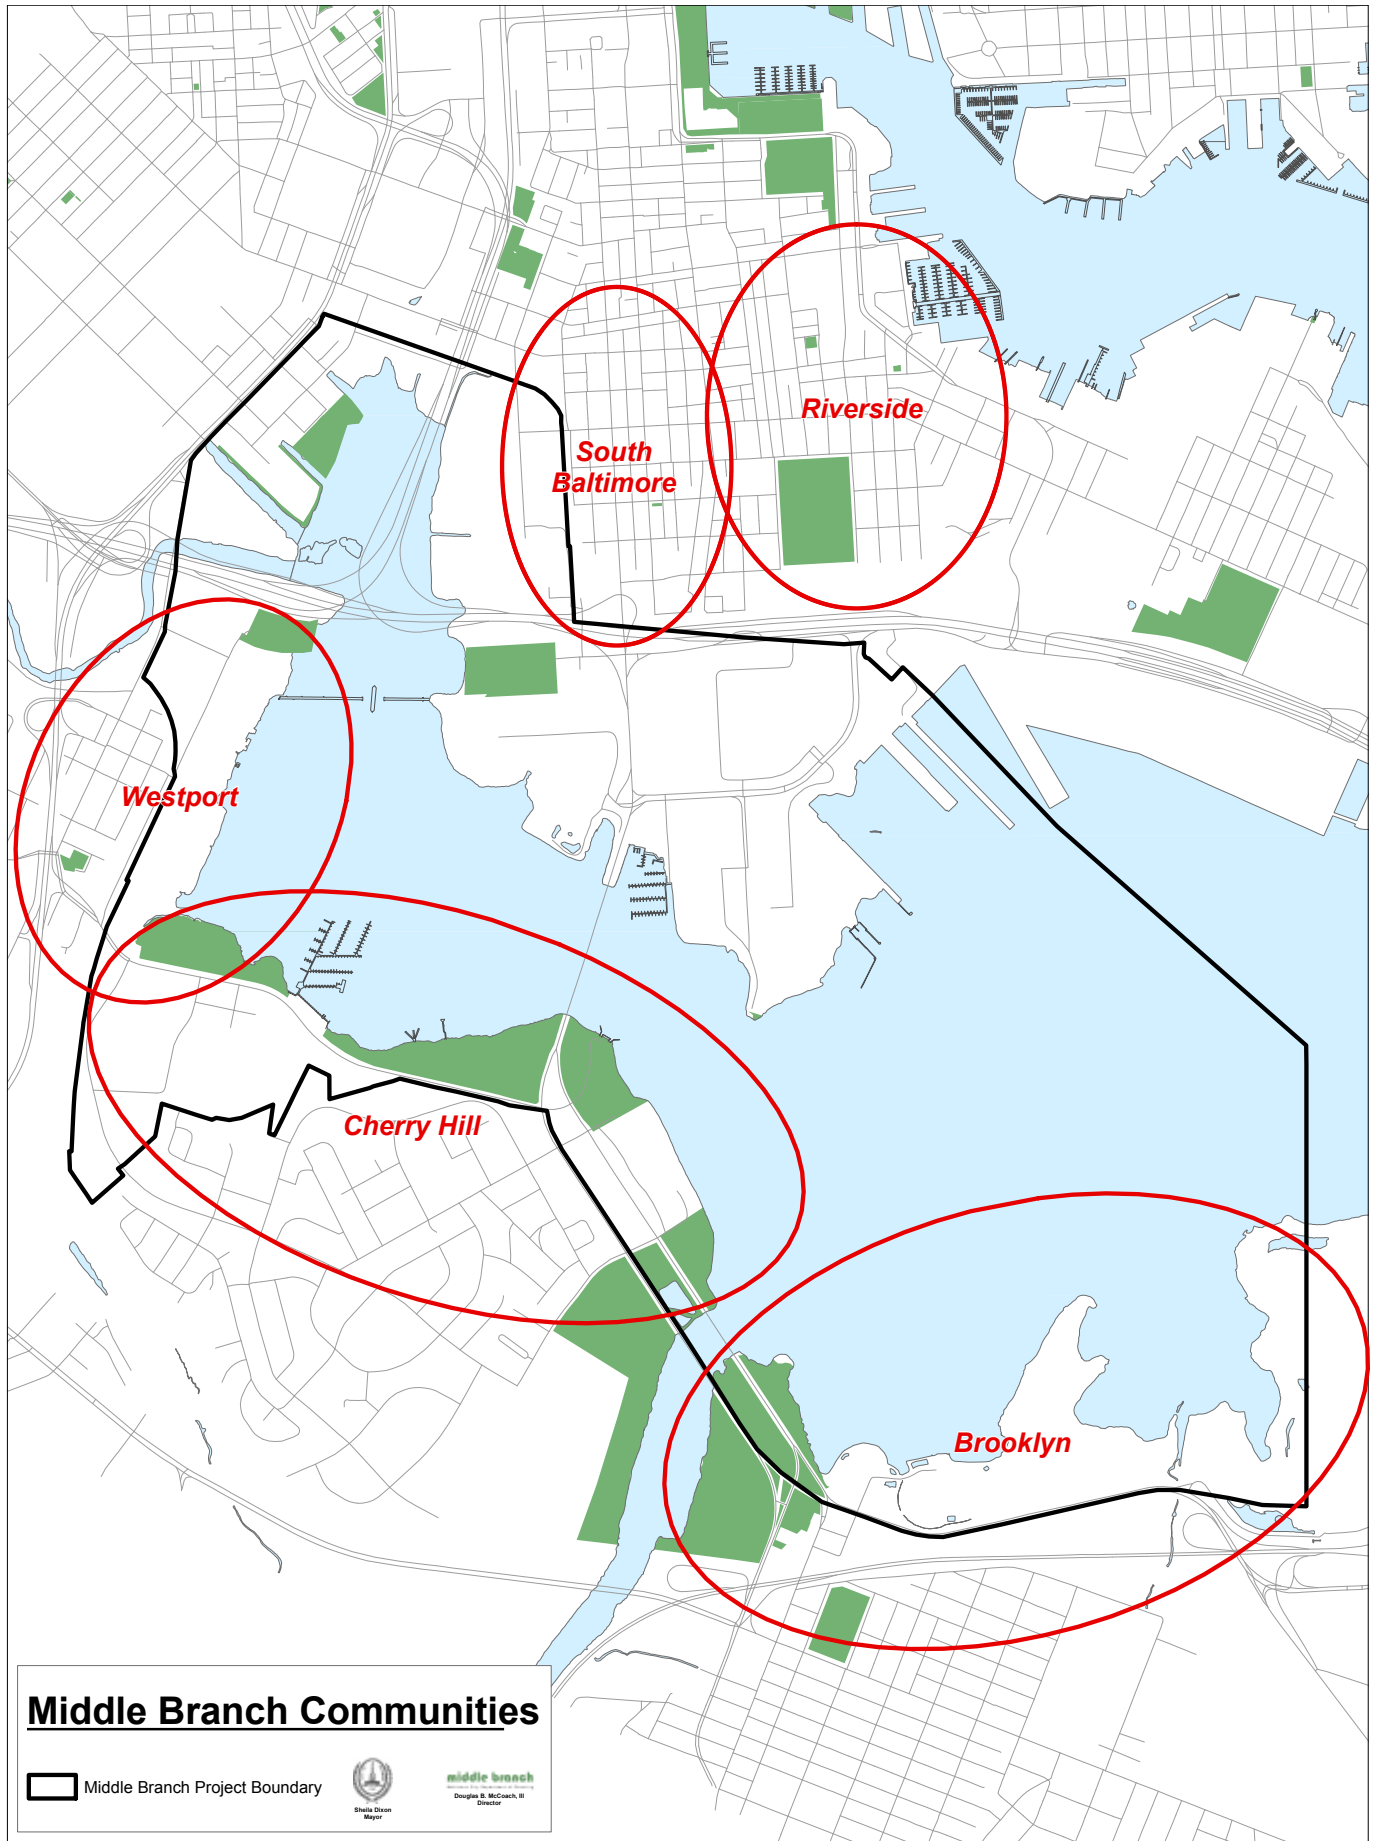 Riverside
South
Baltimore
Westport
Cherry Hill
Brooklyn
Middle Branch Communities
Middle Branch Project Boundary
Sheila Dixon
Mayor
middle branch
Douglas B. McCoach, III
Director